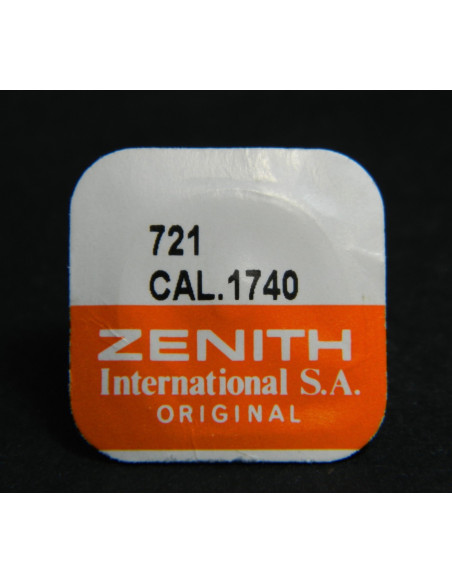 721
CAL.1740
ZENITH
International S.A.
ORIGINAL